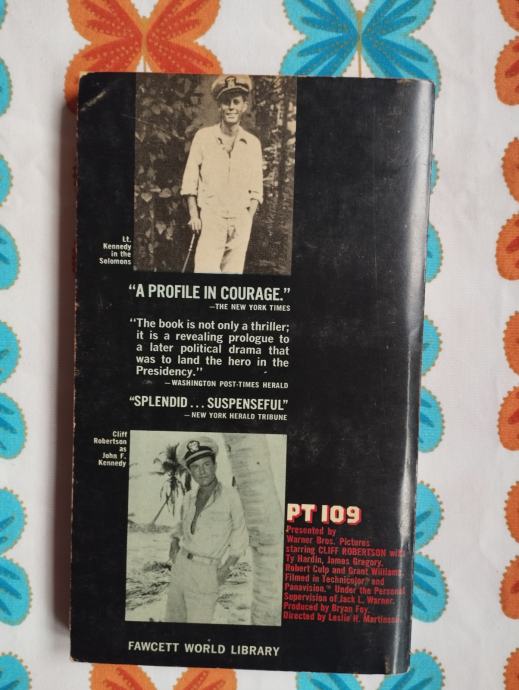 Lt.
Kennedy
in the
Solomons
“A PROFILE IN COURAGE.”
—THE NEW YORK TIMES
“The book is not only a thriller;
it is a revealing prologue to
a later political drama that
was to land the hero in the
Presidency.”
—WASHINGTON POST-TIMES HERALD
“SPLENDID...SUSPENSEFUL”
—NEW YORK HERALD TRIBUNE
Cliff
Robertson
as
John F.
Kennedy
PT 109
Presented by
Warner Bros. Pictures
starring CLIFF ROBERTSON with
Ty Hardin, James Gregory,
Robert Culp and Grant Williams.
Filmed in Technicolor® and
Panavision.™ Under the Personal
Supervision of Jack L. Warner.
Produced by Bryan Foy.
Directed by Leslie H. Martinson.
FAWCETT WORLD LIBRARY